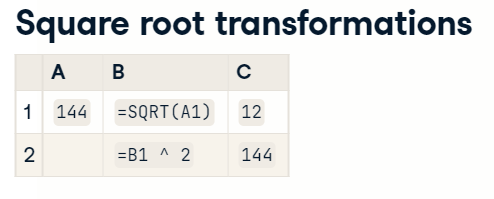 Square root transformations
A B C
1 144 =SQRT(A1) 12
2 =B1 ^ 2 144